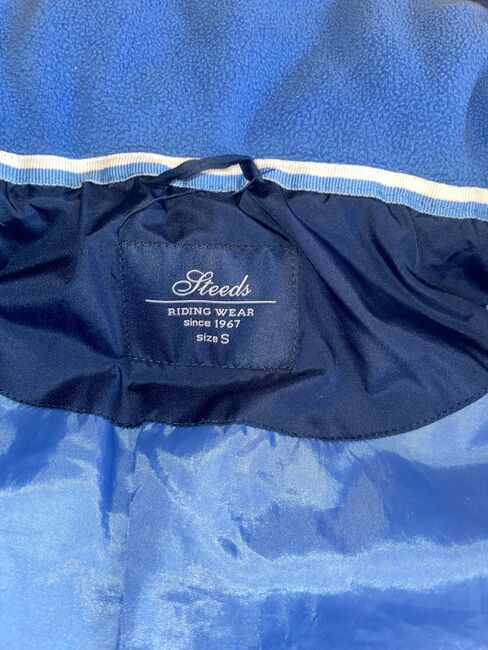 Steeds
RIDING WEAR
since 1967
size S